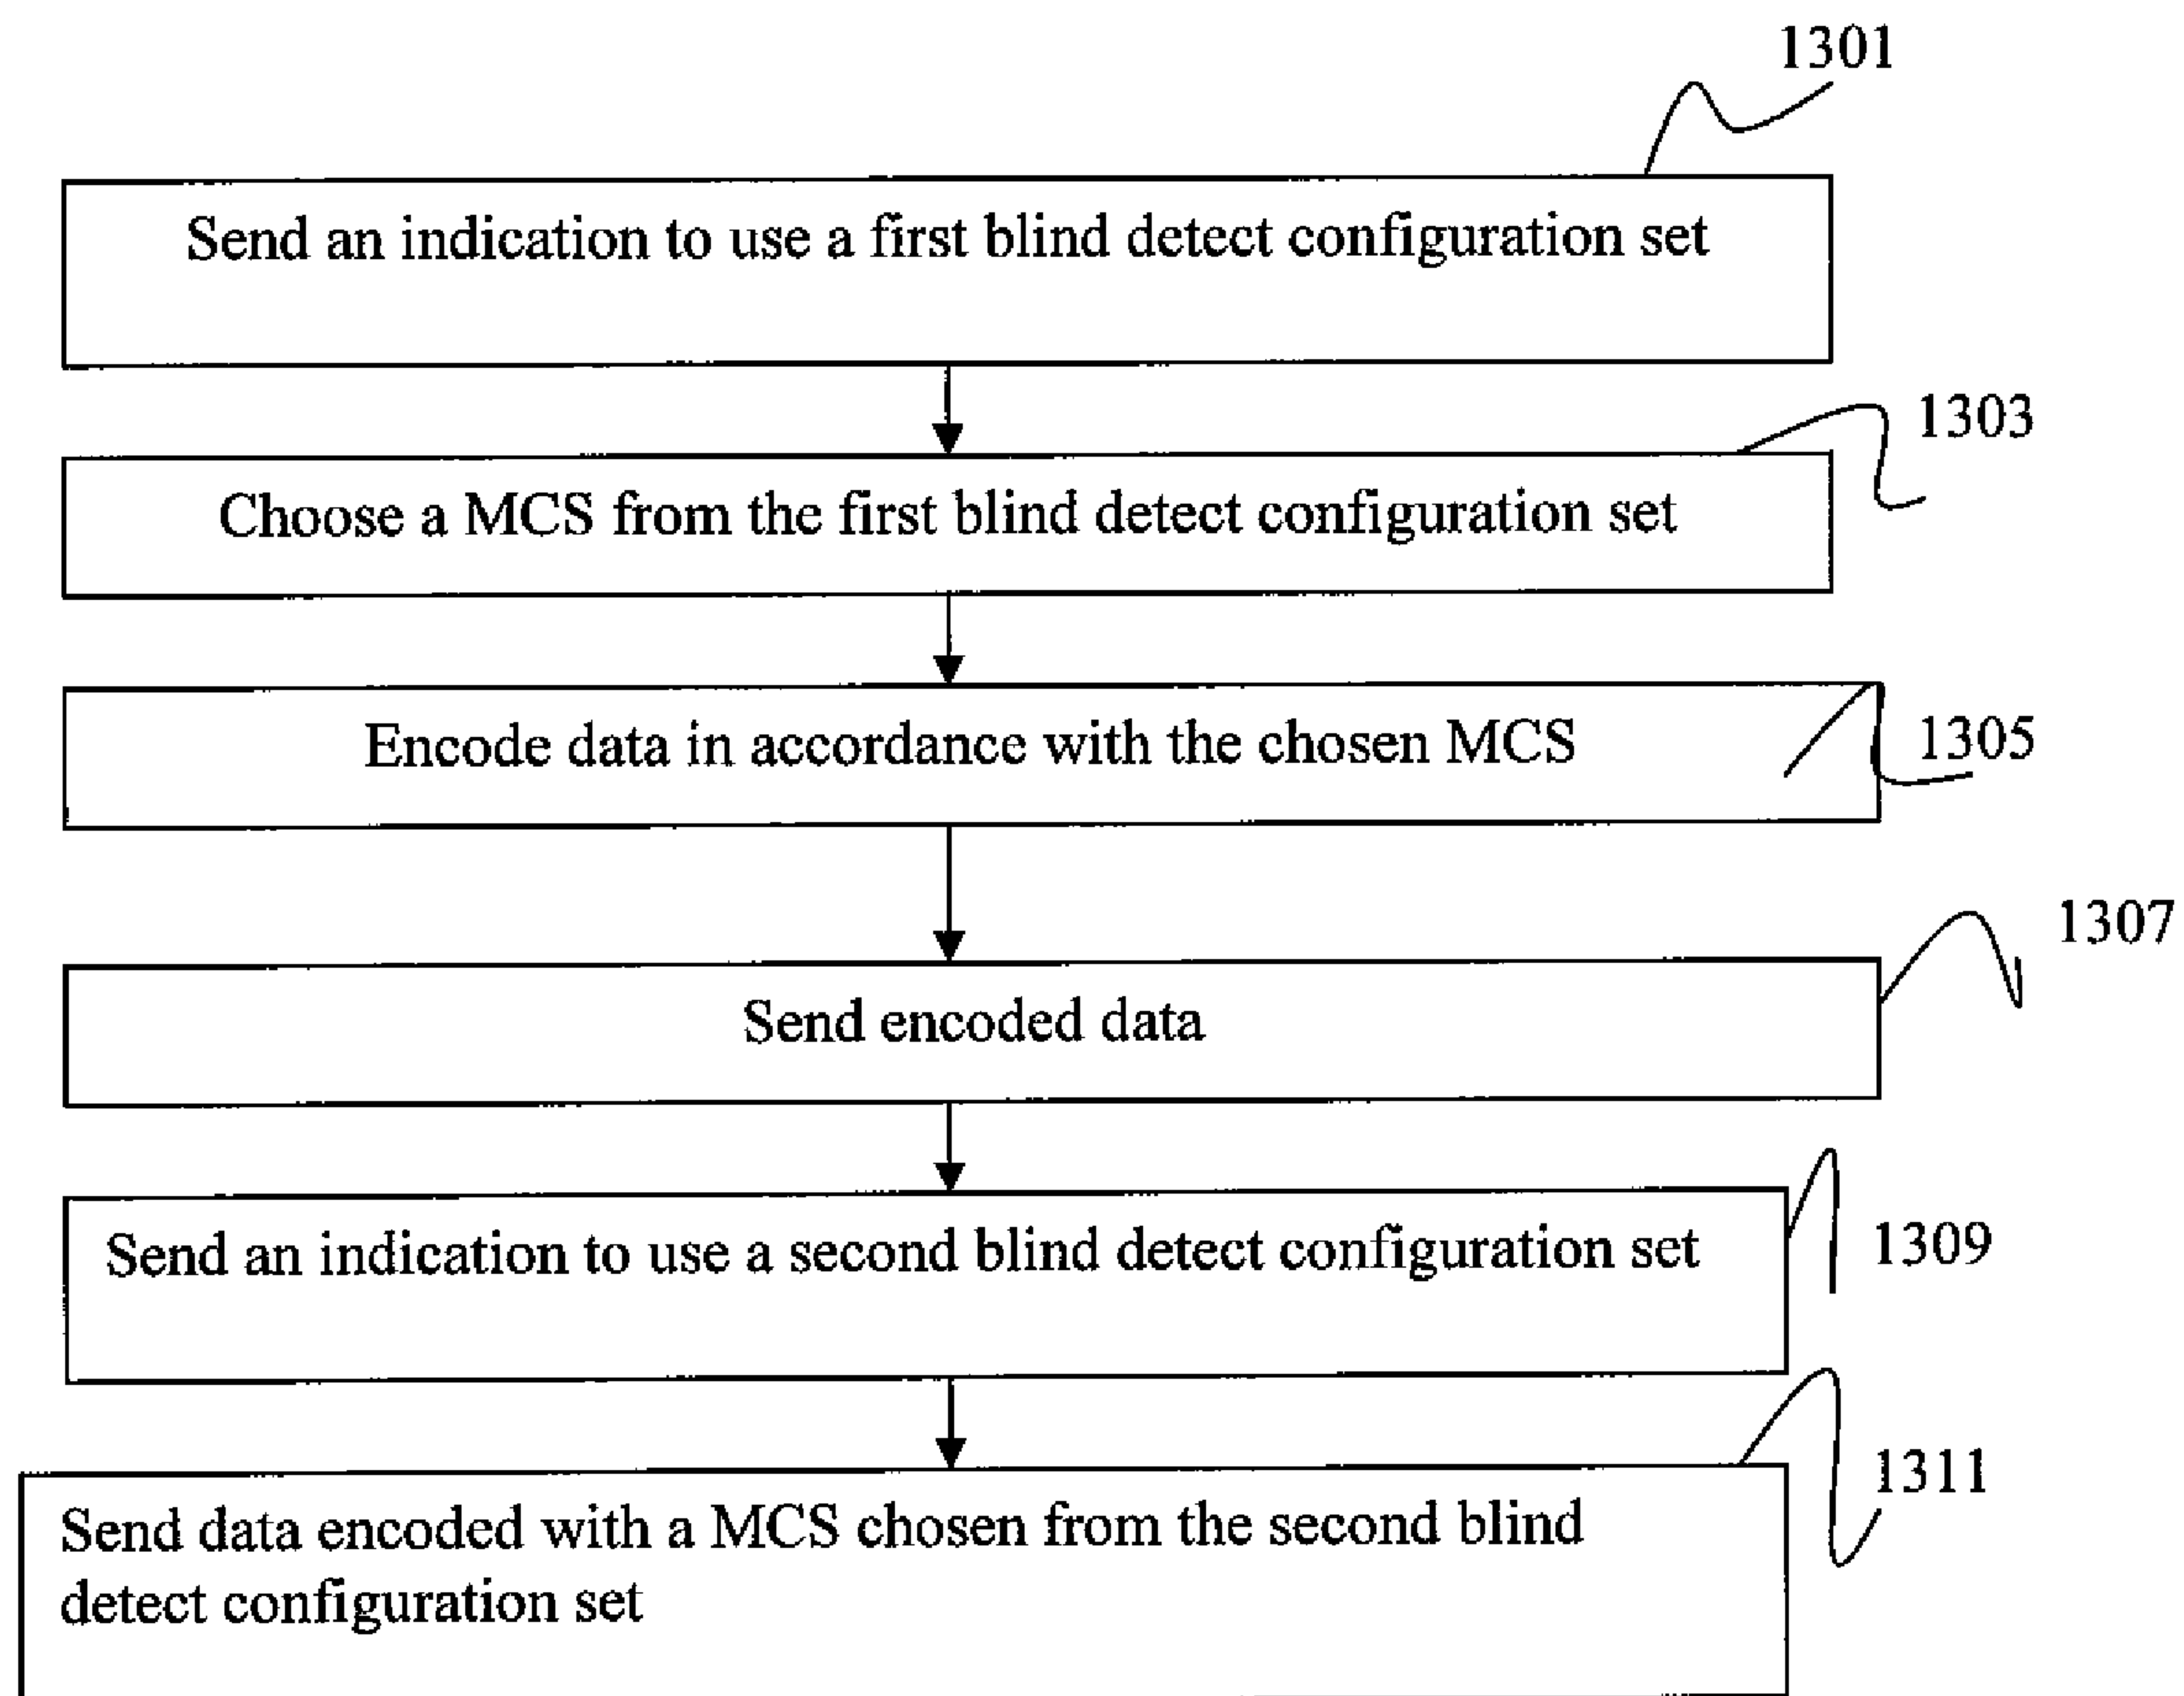 1301
Send an indication to use a first blind detect configuration set
1303
Choose a MCS from the first blind detect configuration set
Encode data in accordance with the chosen MCS
1305
1307
Send encoded data
Send an indication to use a second blind detect configuration set
1309
1311
Send data encoded with a MCS chosen from the second blind
detect configuration set